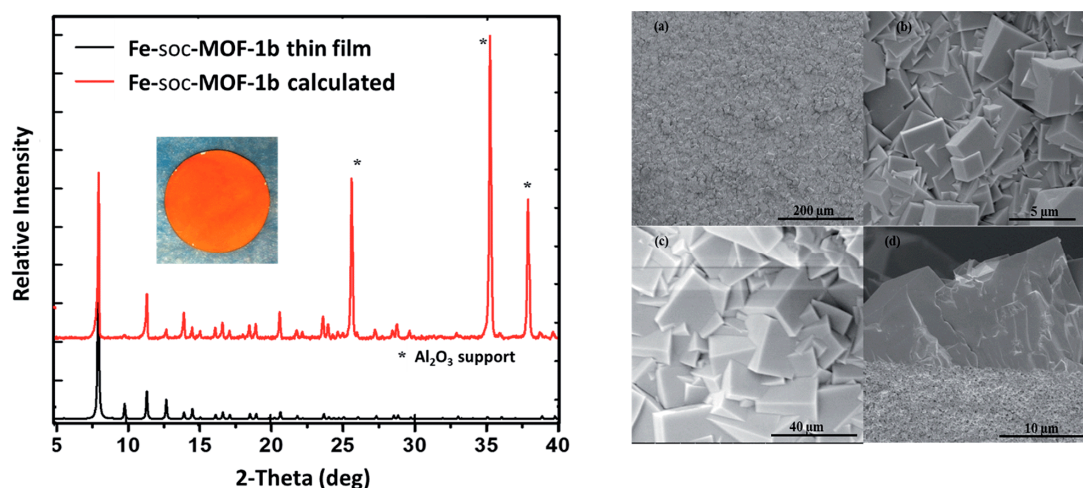 Fe-soc-MOF-1b thin film
Fe-soc-MOF-1b calculated
*
*
*
* Al₂O₃ support
Relative Intensity
5 10 15 20 25 30 35 40
2-Theta (deg)
(a)
200 µm
(b)
5 µm
(c)
40 µm
(d)
10 µm